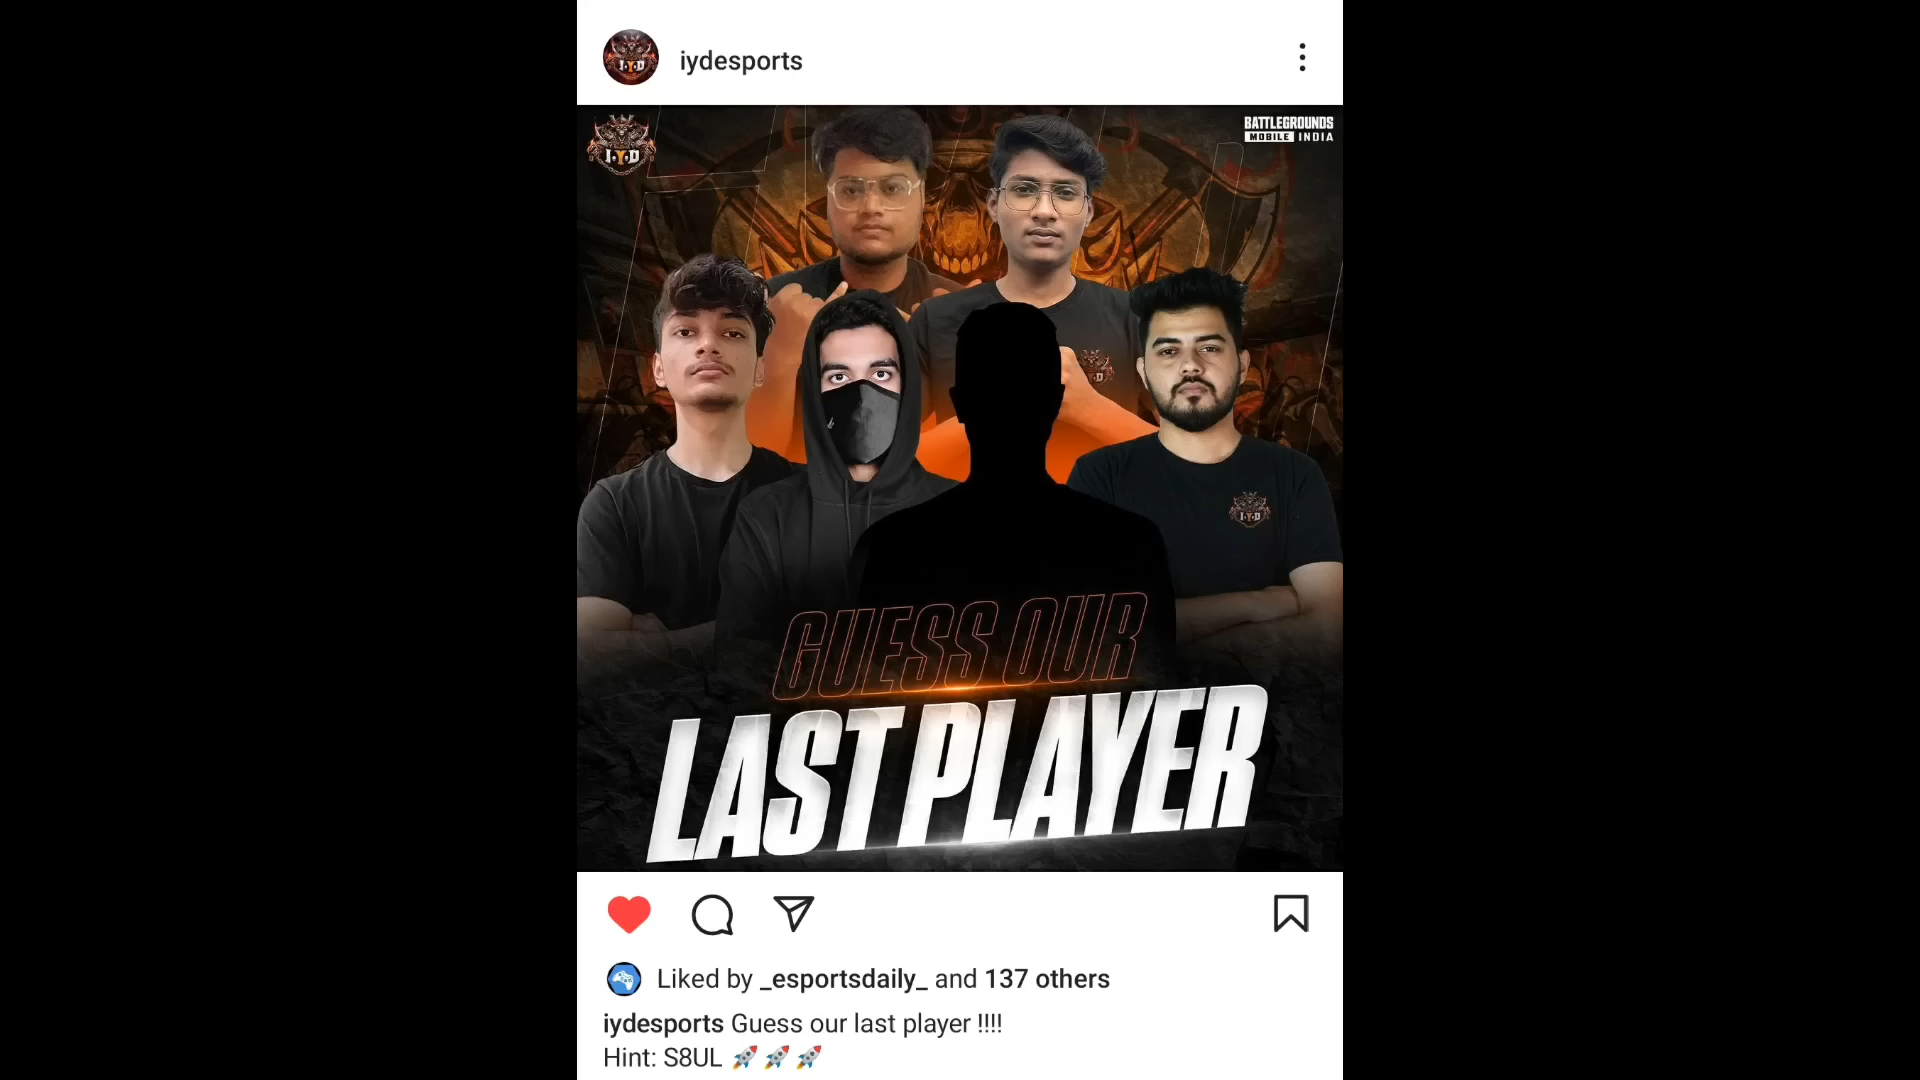 iydesports
I.Y.D
BATTLEGROUNDS
MOBILE INDIA
I.Y.D
GUESS OUR
LAST PLAYER
Liked by _esportsdaily_ and 137 others
iydesports Guess our last player !!!!
Hint: S8UL 🚀🚀🚀